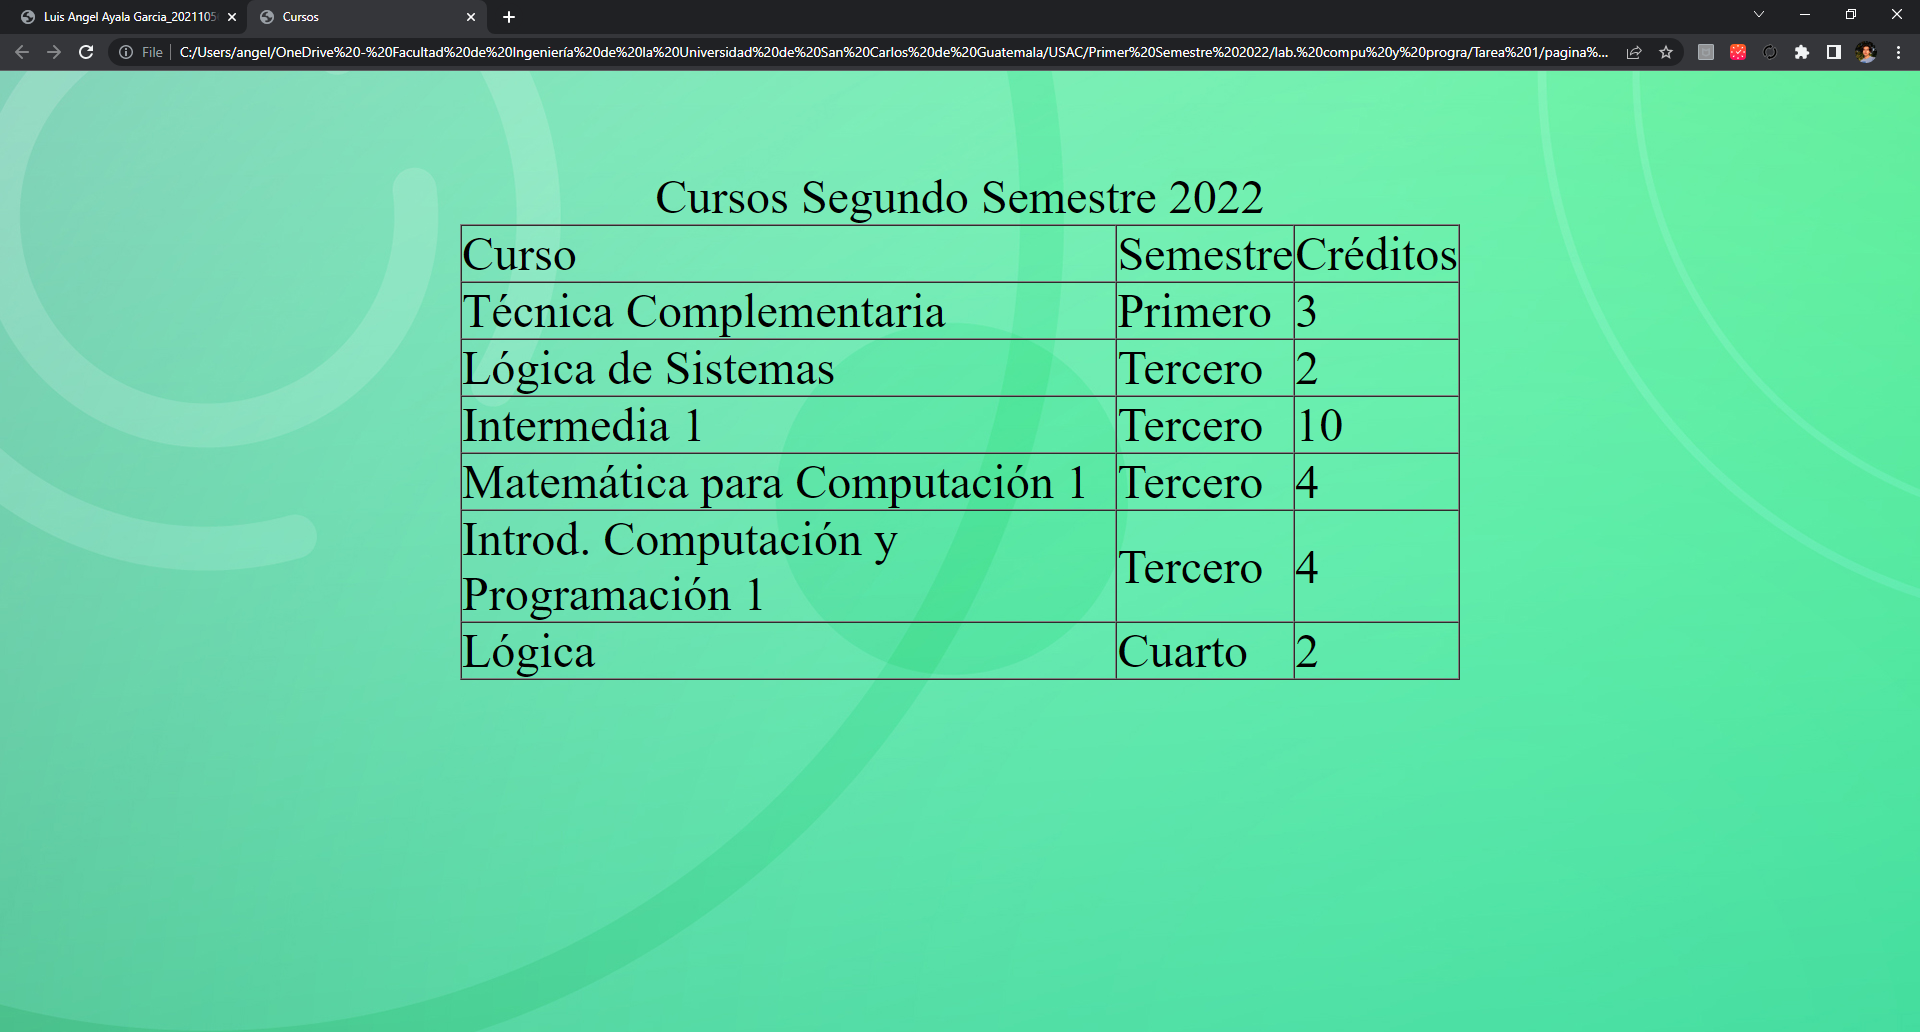 Luis Angel Ayala Garcia_2021105
Cursos
File
C:/Users/angel/OneDrive%20-%20Facultad%20de%20Ingeniería%20de%20la%20Universidad%20de%20San%20Carlos%20de%20Guatemala/USAC/Primer%20Semestre%202022/lab.%20compu%20y%20progra/Tarea%201/pagina%...
Cursos Segundo Semestre 2022
Curso Semestre Créditos
Técnica Complementaria Primero 3
Lógica de Sistemas Tercero 2
Intermedia 1 Tercero 10
Matemática para Computación 1 Tercero 4
Introd. Computación y
Programación 1 Tercero 4
Lógica Cuarto 2